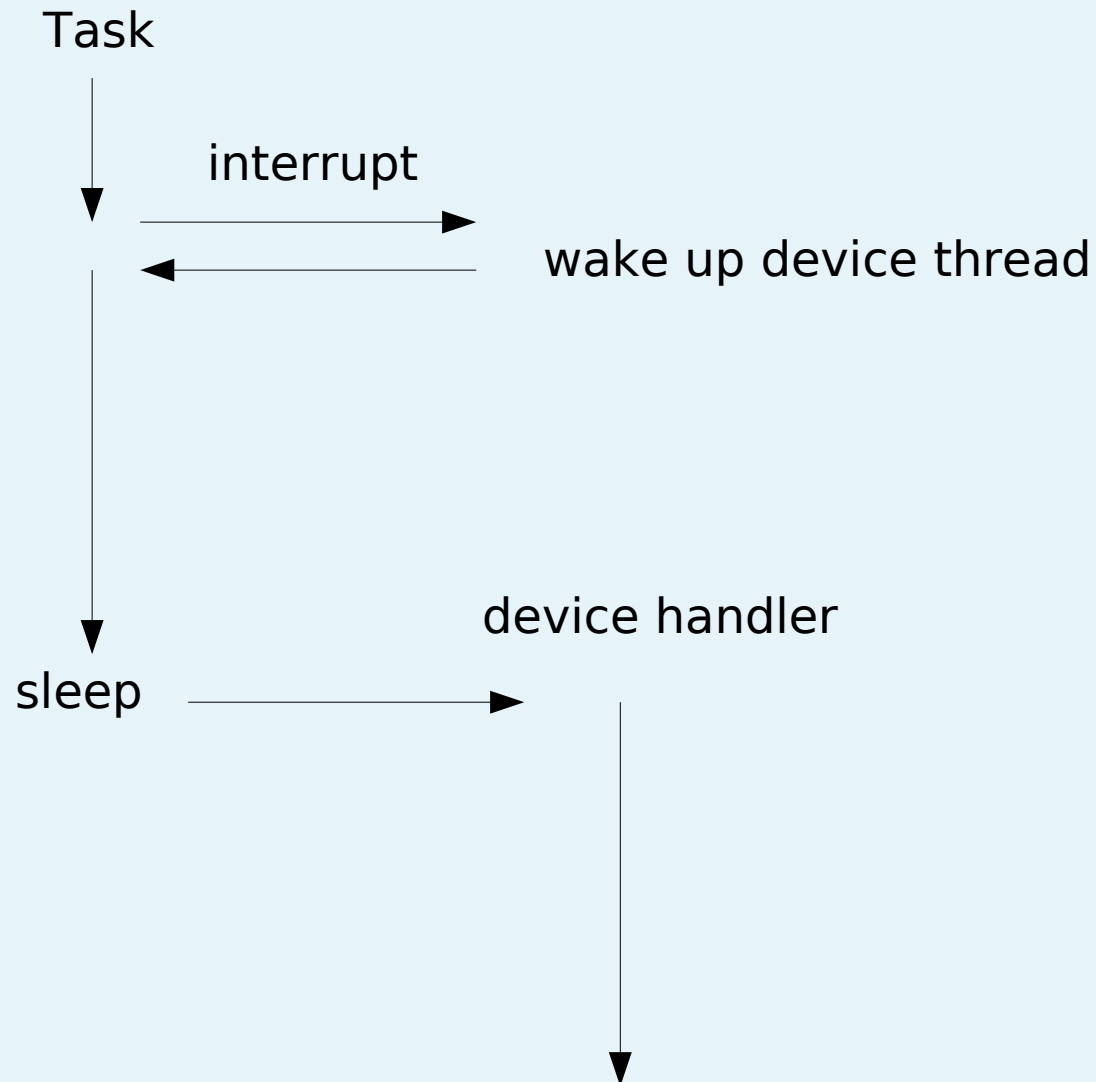 Task
interrupt
wake up device thread
device handler
sleep